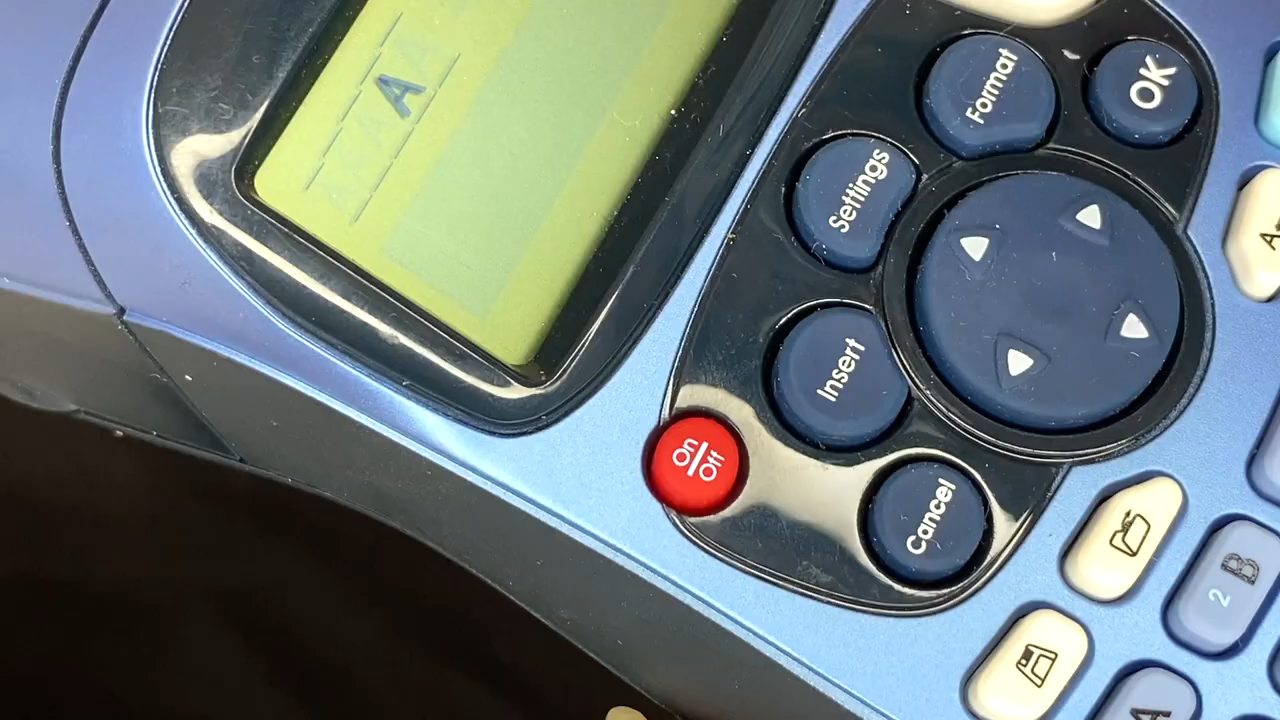 A
Format
OK
Settings
Insert
On
Off
Cancel
A
2 B
A